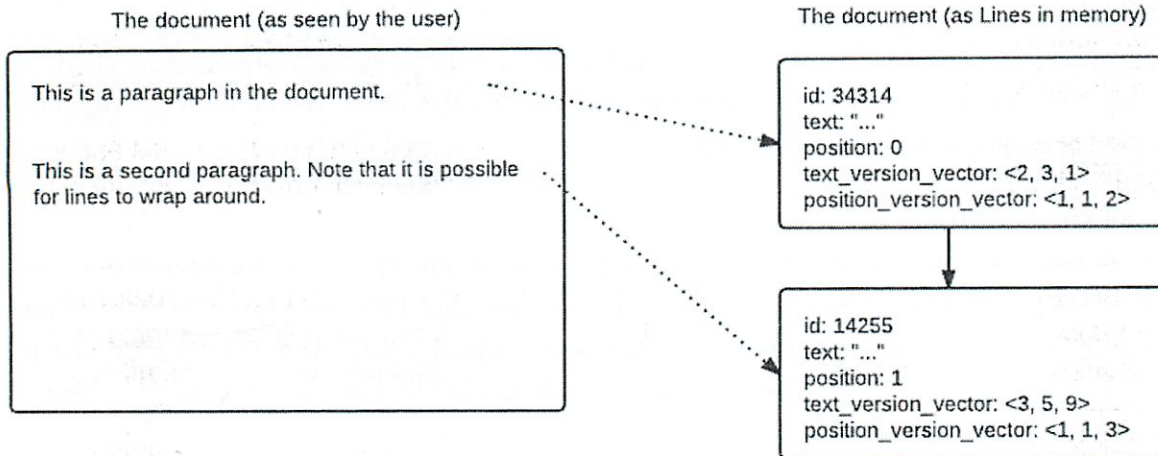 The document (as seen by the user)
This is a paragraph in the document.
This is a second paragraph. Note that it is possible
for lines to wrap around.
The document (as Lines in memory)
id: 34314
text: "..."
position: 0
text_version_vector: <2, 3, 1>
position_version_vector: <1, 1, 2>
id: 14255
text: "..."
position: 1
text_version_vector: <3, 5, 9>
position_version_vector: <1, 1, 3>